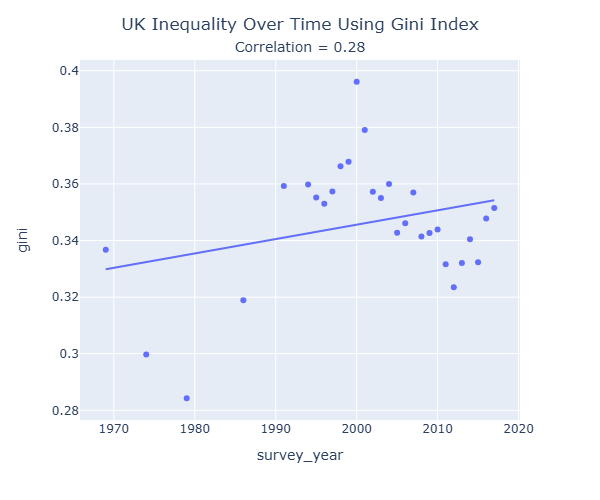 UK Inequality Over Time Using Gini Index
Correlation = 0.28
0.4
0.38
0.36
0.34
0.32
0.3
0.28
gini
1970 1980 1990 2000 2010 2020
survey_year